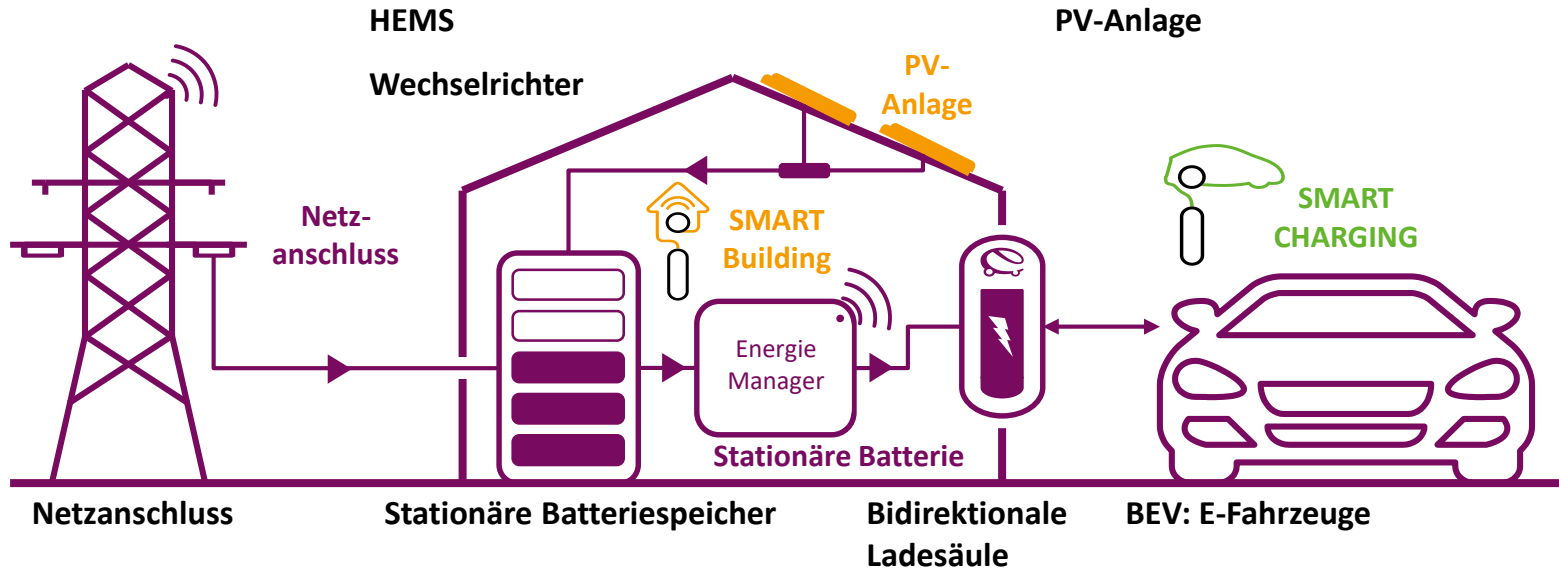 HEMS
PV-Anlage
Wechselrichter
PV-
Anlage
Netz-
anschluss
SMART
Building
SMART
CHARGING
Energie
Manager
Stationäre Batterie
Netzanschluss
Stationäre Batteriespeicher
Bidirektionale
Ladesäule
BEV: E-Fahrzeuge